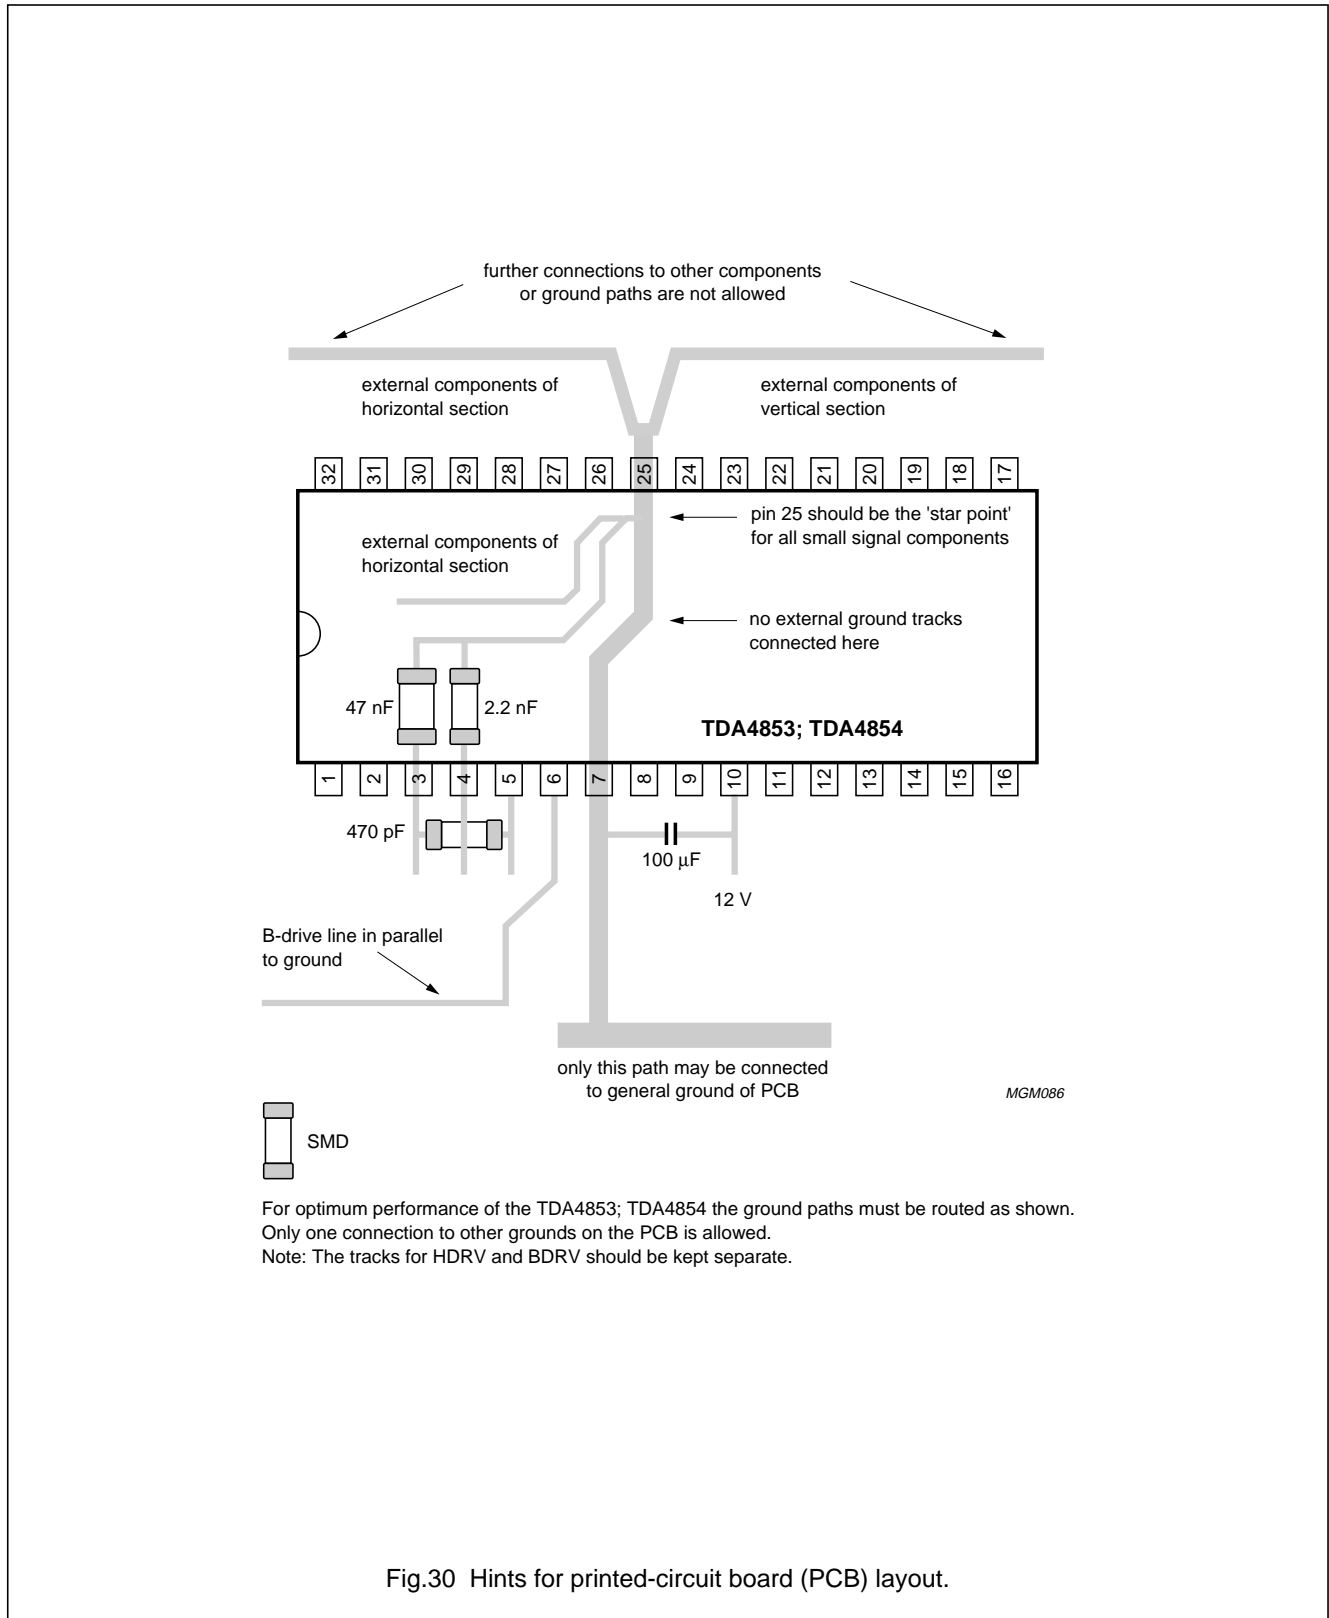 further connections to other components
or ground paths are not allowed
external components of
horizontal section
external components of
vertical section
32 31 30 29 28 27 26 25 24 23 22 21 20 19 18 17
pin 25 should be the 'star point'
for all small signal components
external components of
horizontal section
no external ground tracks
connected here
47 nF
2.2 nF
TDA4853; TDA4854
1 2 3 4 5 6 7 8 9 10 11 12 13 14 15 16
470 pF
100 μF
12 V
B-drive line in parallel
to ground
only this path may be connected
to general ground of PCB
MGM086
SMD
For optimum performance of the TDA4853; TDA4854 the ground paths must be routed as shown.
Only one connection to other grounds on the PCB is allowed.
Note: The tracks for HDRV and BDRV should be kept separate.
Fig.30 Hints for printed-circuit board (PCB) layout.